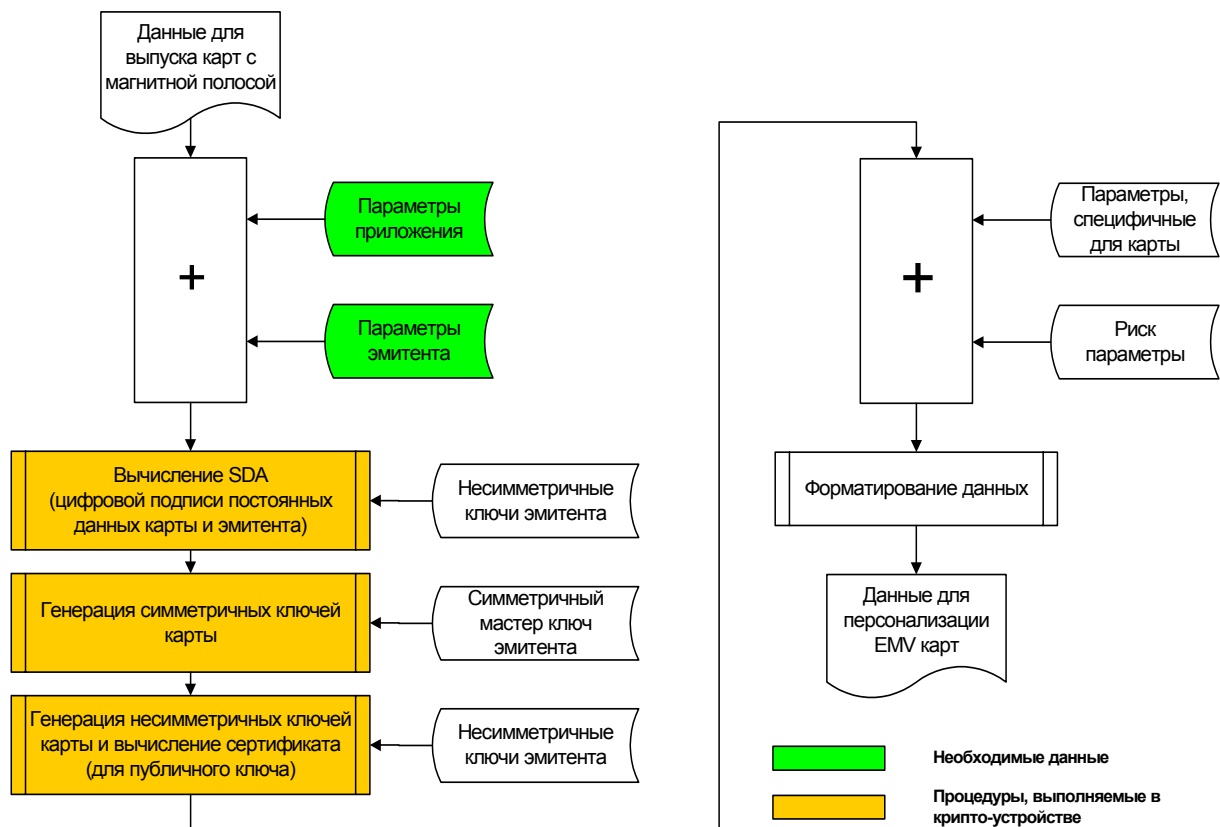 Данные для
выпуска карт с
магнитной полосой
+
Параметры
приложения
Параметры
эмитента
Вычисление SDA
(цифровой подписи постоянных
данных карты и эмитента)
Несимметричные
ключи эмитента
Генерация симметричных ключей
карты
Симметричный
мастер ключ
эмитента
Генерация несимметричных ключей
карты и вычисление сертификата
(для публичного ключа)
Несимметричные
ключи эмитента
+
Параметры,
специфичные
для карты
Риск
параметры
Форматирование данных
Данные для
персонализации
EMV карт
Необходимые данные
Процедуры, выполняемые в
крипто-устройстве